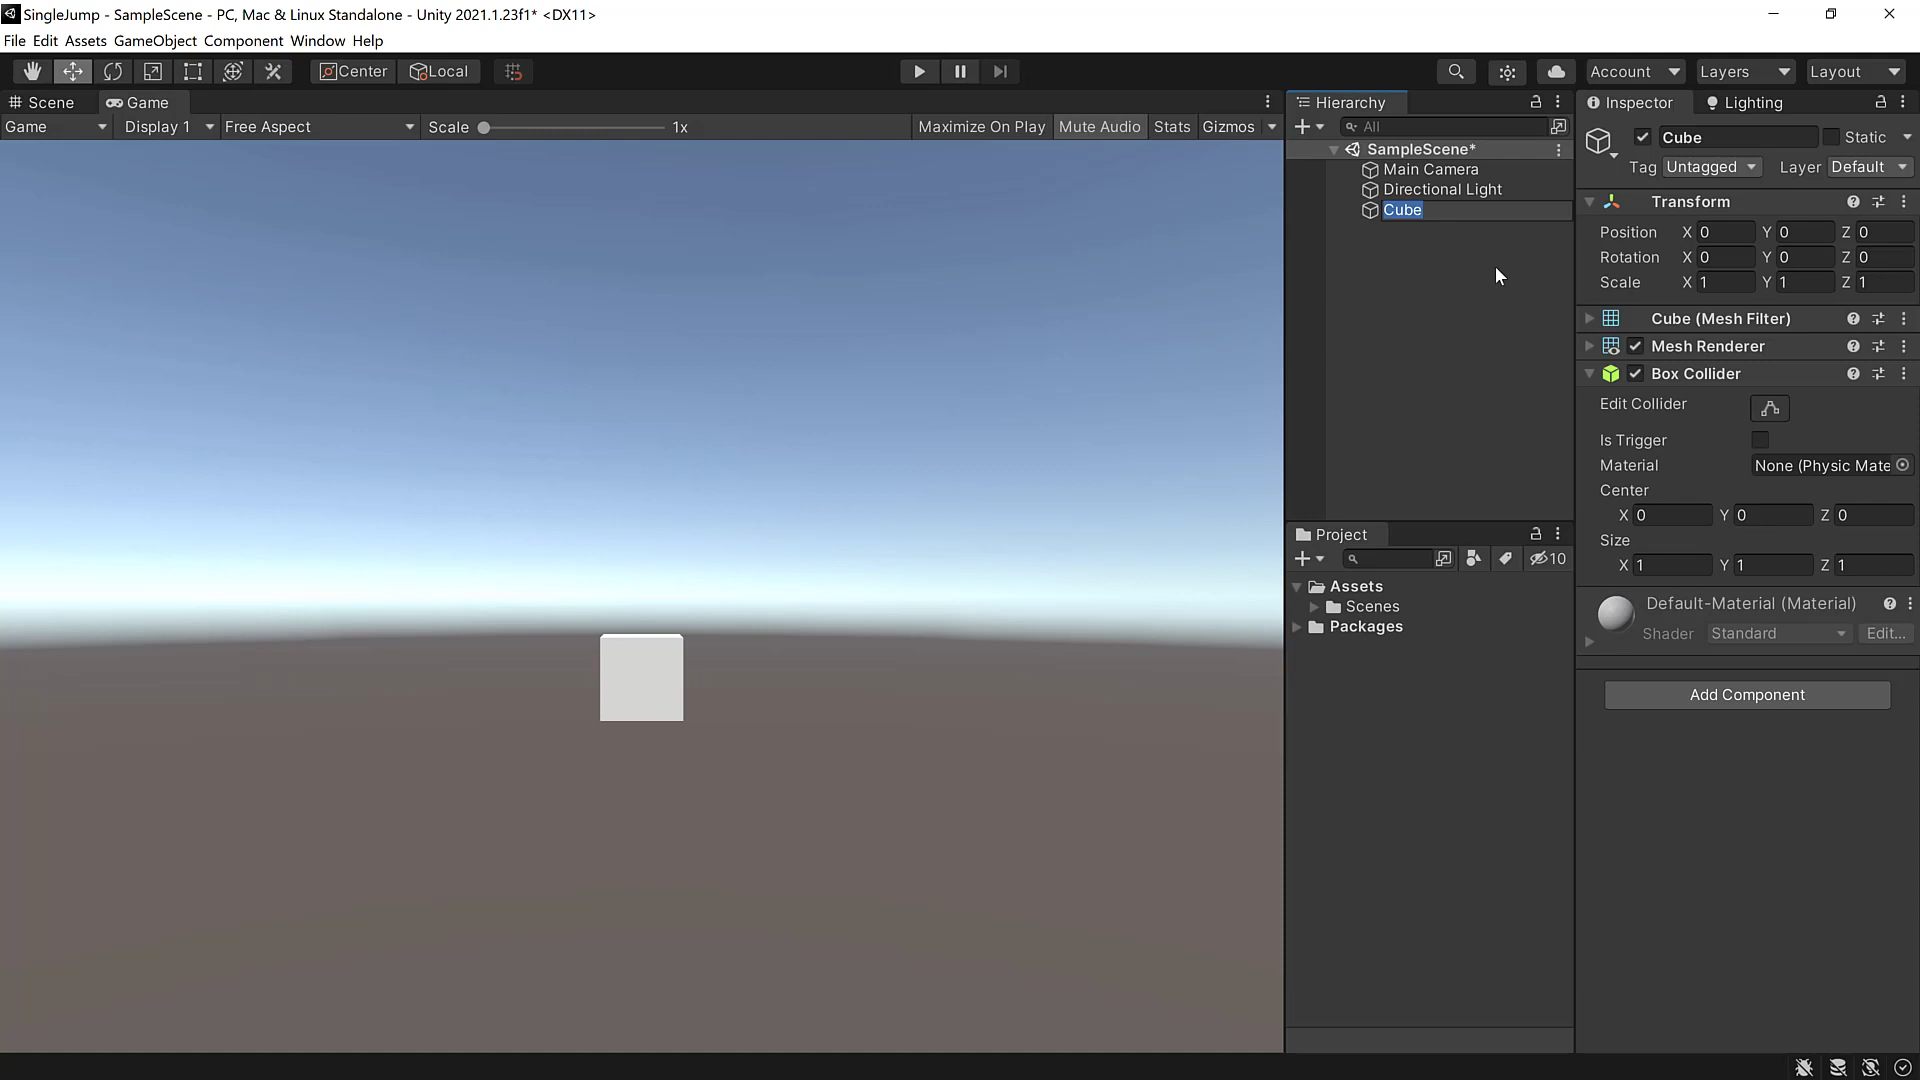 SingleJump - SampleScene - PC, Mac & Linux Standalone - Unity 2021.1.23f1* <DX11>
File Edit Assets GameObject Component Window Help
Center Local Account Layers Layout
Scene Game
Game Display 1 Free Aspect Scale 1x Maximize On Play Mute Audio Stats Gizmos
Hierarchy
All
SampleScene*
Main Camera
Directional Light
Cube
Project
10
Assets
Scenes
Packages
Inspector Lighting
Cube Static
Tag Untagged Layer Default
Transform
Position X 0 Y 0 Z 0
Rotation X 0 Y 0 Z 0
Scale X 1 Y 1 Z 1
Cube (Mesh Filter)
Mesh Renderer
Box Collider
Edit Collider
Is Trigger
Material None (Physic Mate
Center
X 0 Y 0 Z 0
Size
X 1 Y 1 Z 1
Default-Material (Material)
Shader Standard Edit...
Add Component